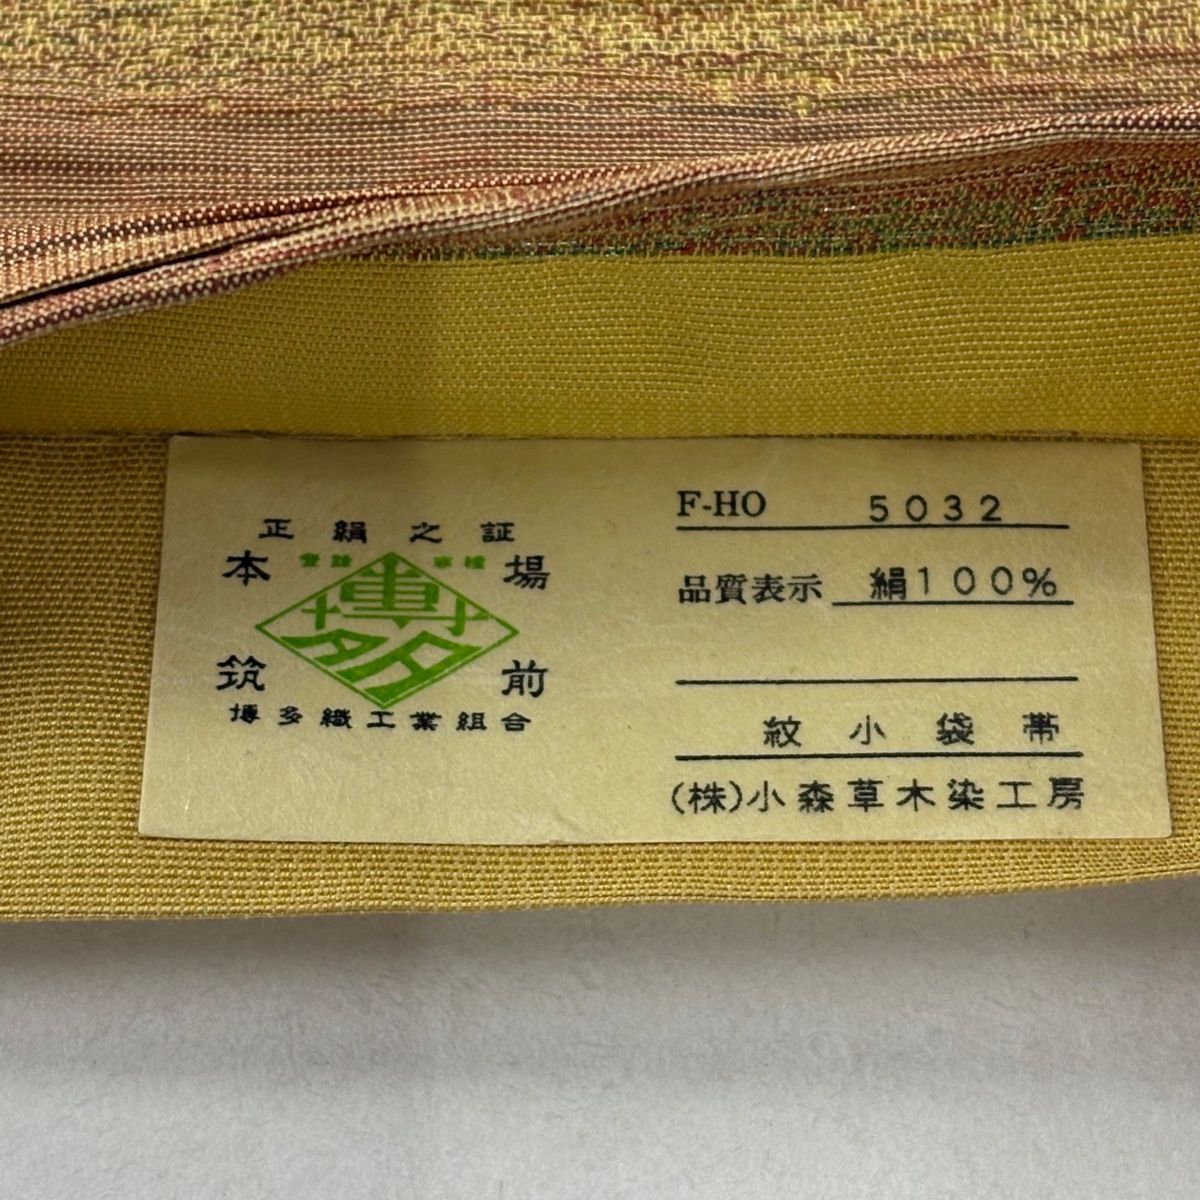 正絹之証
本 場
登録 商標
博多
筑 前
博多織工業組合
F-HO 5032
品質表示 絹100%
紋小袋帯
(株)小森草木染工房